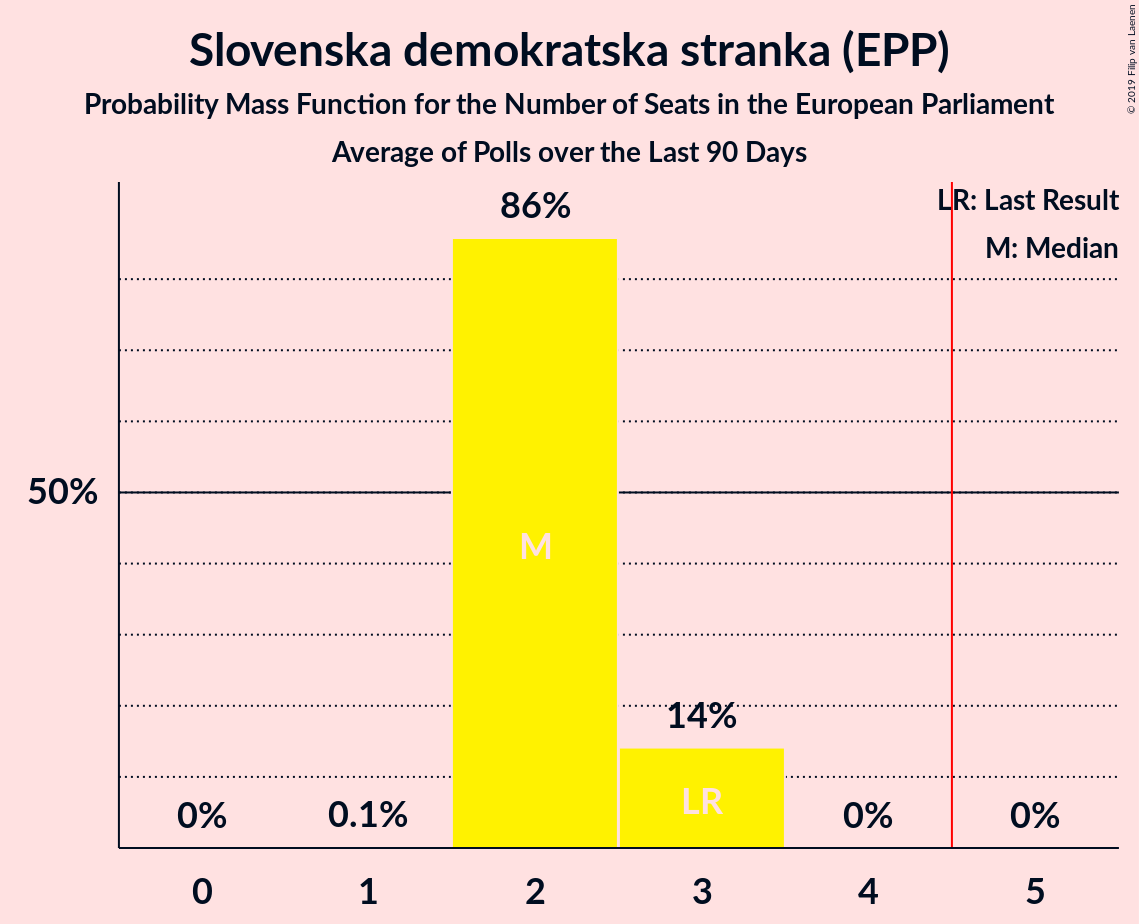 Slovenska demokratska stranka (EPP)
Probability Mass Function for the Number of Seats in the European Parliament
Average of Polls over the Last 90 Days
© 2019 Filip van Laenen
LR: Last Result
M: Median
86%
50%
M
14%
LR
0%
0.1%
0%
0%
0
1
2
3
4
5